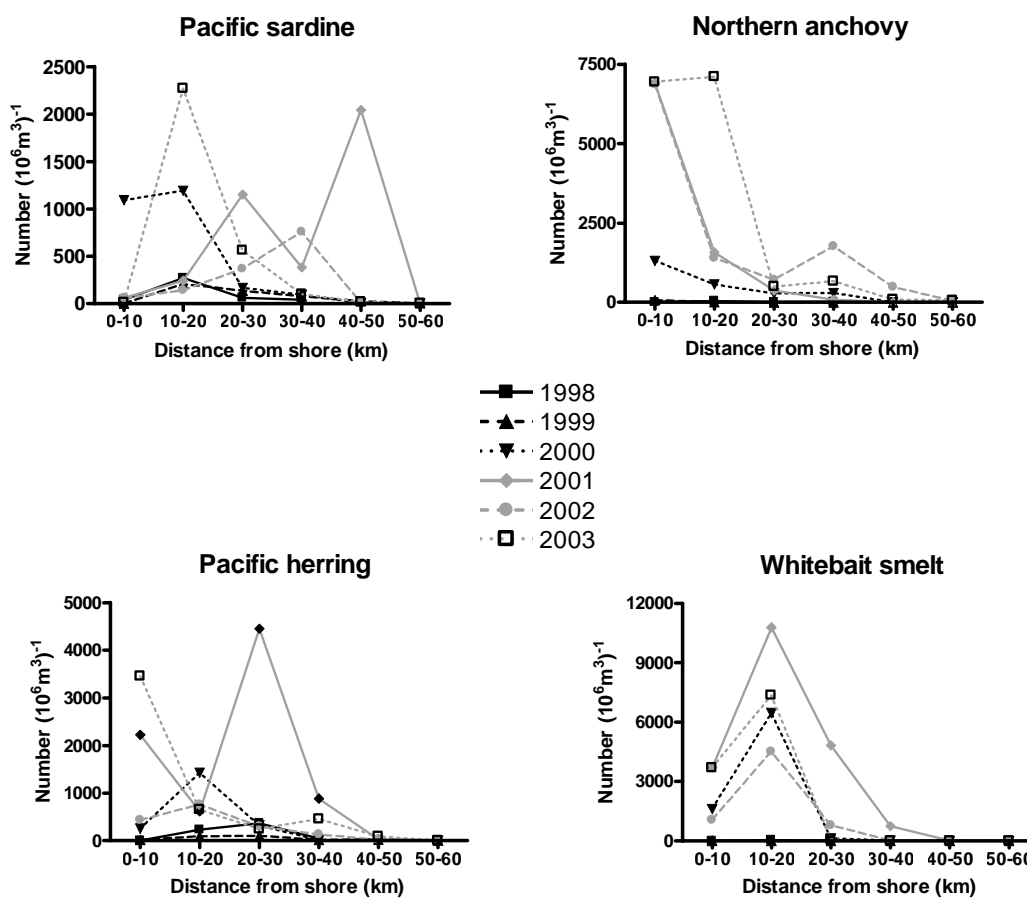 Pacific sardine
2500
2000
1500
1000
500
0
Number (10⁶m³)⁻¹
0-10 10-20 20-30 30-40 40-50 50-60
Distance from shore (km)
Northern anchovy
7500
5000
2500
0
Number (10⁶m³)⁻¹
0-10 10-20 20-30 30-40 40-50 50-60
Distance from shore (km)
1998
1999
2000
2001
2002
2003
Pacific herring
5000
4000
3000
2000
1000
0
Number (10⁶m³)⁻¹
0-10 10-20 20-30 30-40 40-50 50-60
Distance from shore (km)
Whitebait smelt
12000
9000
6000
3000
0
Number (10⁶m³)⁻¹
0-10 10-20 20-30 30-40 40-50 50-60
Distance from shore (km)